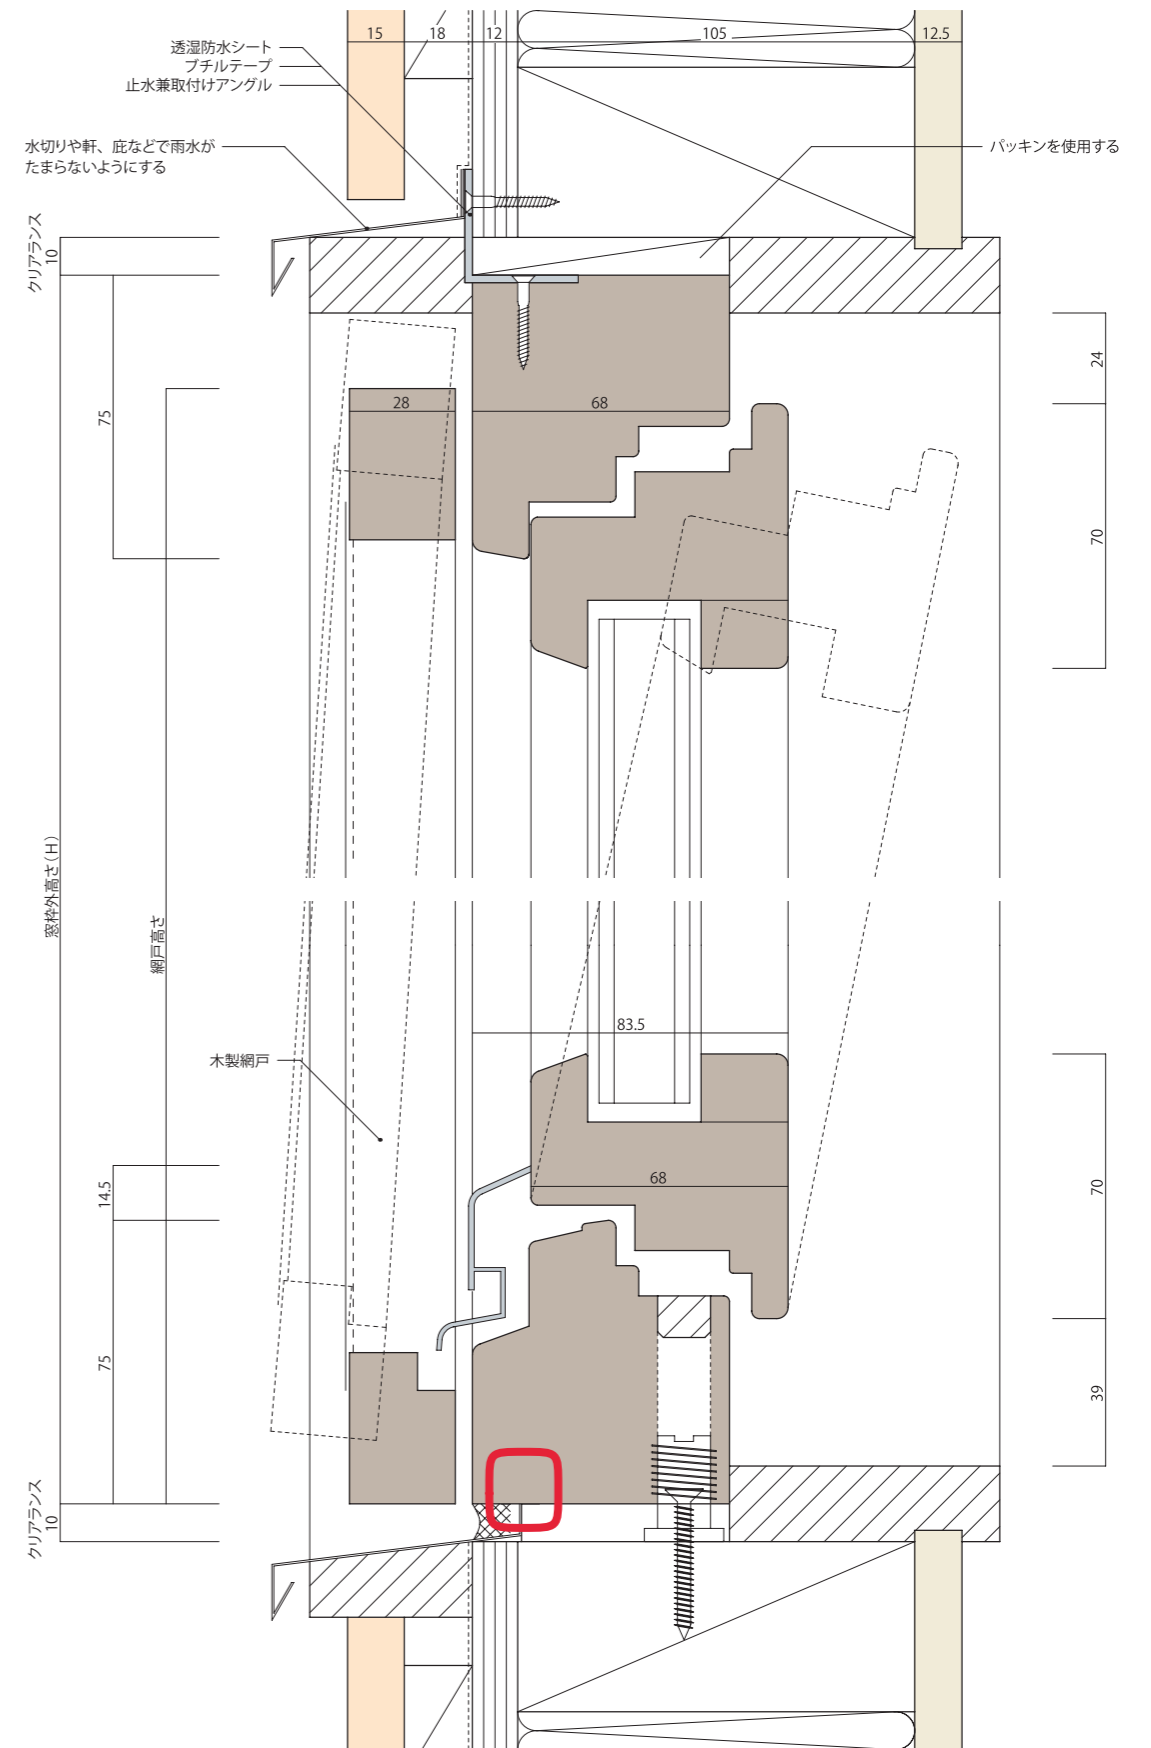 15
18
12
105
12.5
透湿防水シート
ブチルテープ
止水兼取付けアングル
水切りや軒、庇などで雨水が
たまらないようにする
パッキンを使用する
クリアランス
10
24
75
28
68
70
窓枠外高さ(H)
網戸高さ
83.5
木製網戸
14.5
68
70
75
39
クリアランス
10